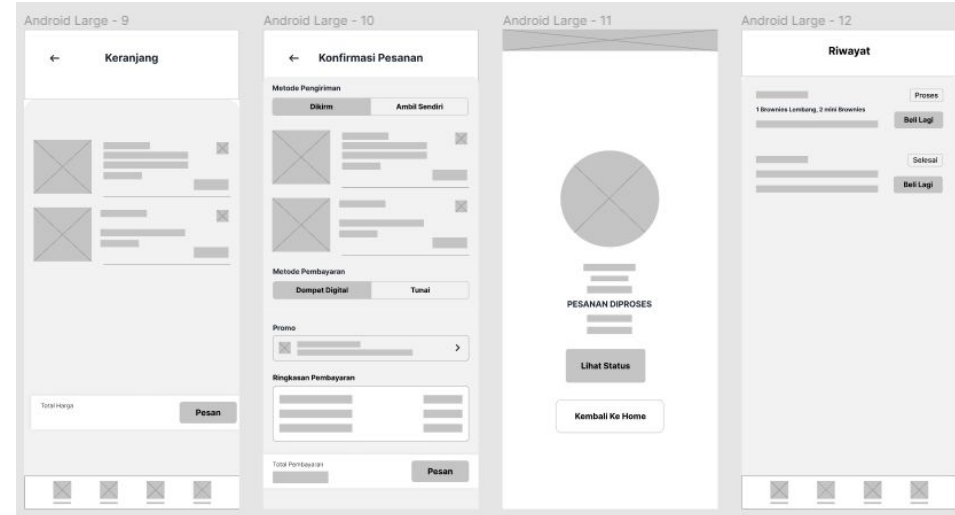 Android Large - 9
Keranjang
Total Harga
Pesan
Android Large - 10
Konfirmasi Pesanan
Metode Pengiriman
Dikirm
Ambil Sendiri
Metode Pembayaran
Dompet Digital
Tunai
Promo
Ringkasan Pembayaran
Total Pembayaran
Pesan
Android Large - 11
PESANAN DIPROSES
Lihat Status
Kembali Ke Home
Android Large - 12
Riwayat
Proses
1 Brownies Lembang, 2 mini Brownies
Beli Lagi
Selesai
Beli Lagi